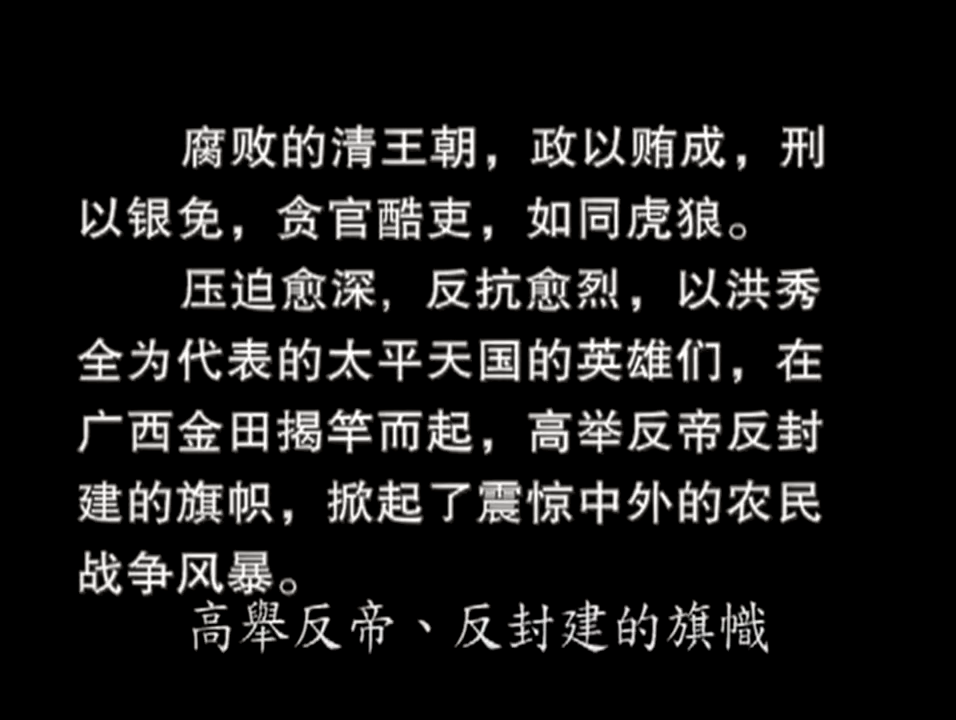 腐败的清王朝，政以贿成，刑
以银免，贪官酷吏，如同虎狼。
压迫愈深，反抗愈烈，以洪秀
全为代表的太平天国的英雄们，在
广西金田揭竿而起，高举反帝反封
建的旗帜，掀起了震惊中外的农民
战争风暴。
高舉反帝、反封建的旗幟